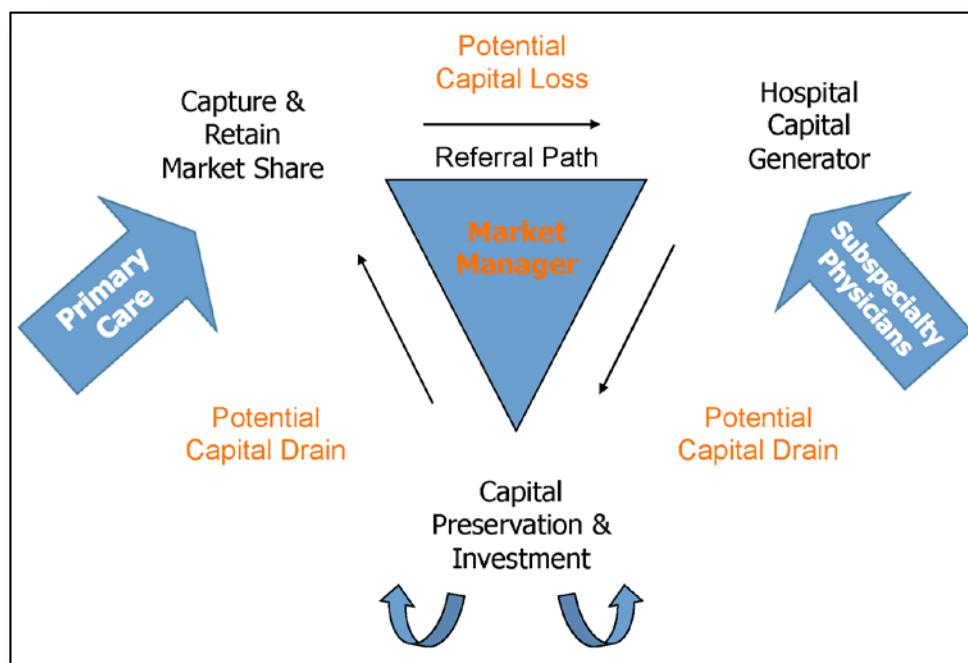 Potential
Capital Loss
Capture &
Retain
Market Share
Hospital
Capital
Generator
Referral Path
Market
Manager
Primary
Care
Subspecialty
Physicians
Potential
Capital Drain
Potential
Capital Drain
Capital
Preservation &
Investment